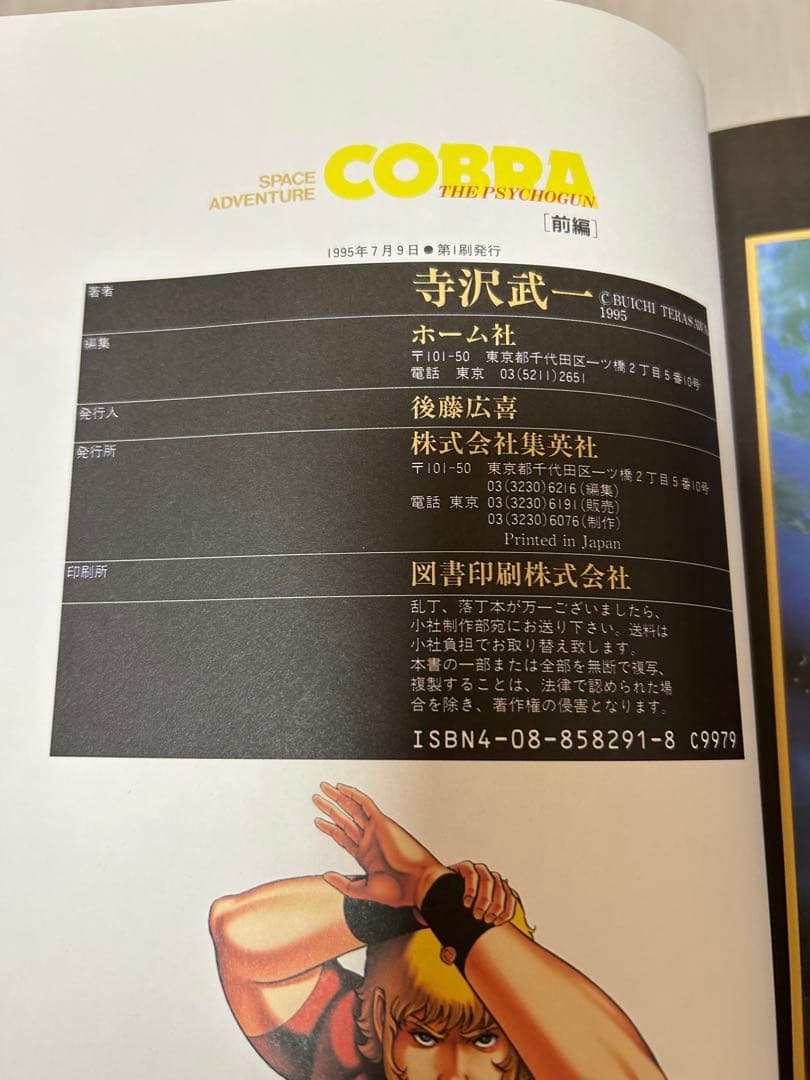 SPACE
ADVENTURE
COBRA
THE PSYCHOGUN
[前編]
1995年7月9日●第1刷発行
著者
寺沢武一 ©BUICHI TERASAWA
1995
編集
ホーム社
〒101-50 東京都千代田区一ツ橋2丁目5番10号
電話 東京 03(5211)2651
発行人
後藤広喜
発行所
株式会社集英社
〒101-50 東京都千代田区一ツ橋2丁目5番10号
03(3230)6216(編集)
電話 東京 03(3230)6191(販売)
03(3230)6076(制作)
Printed in Japan
印刷所
図書印刷株式会社
乱丁、落丁本が万一ございましたら、
小社制作部宛にお送り下さい。送料は
小社負担でお取り替え致します。
本書の一部または全部を無断で複写、
複製することは、法律で認められた場
合を除き、著作権の侵害となります。
ISBN4-08-858291-8 C9979